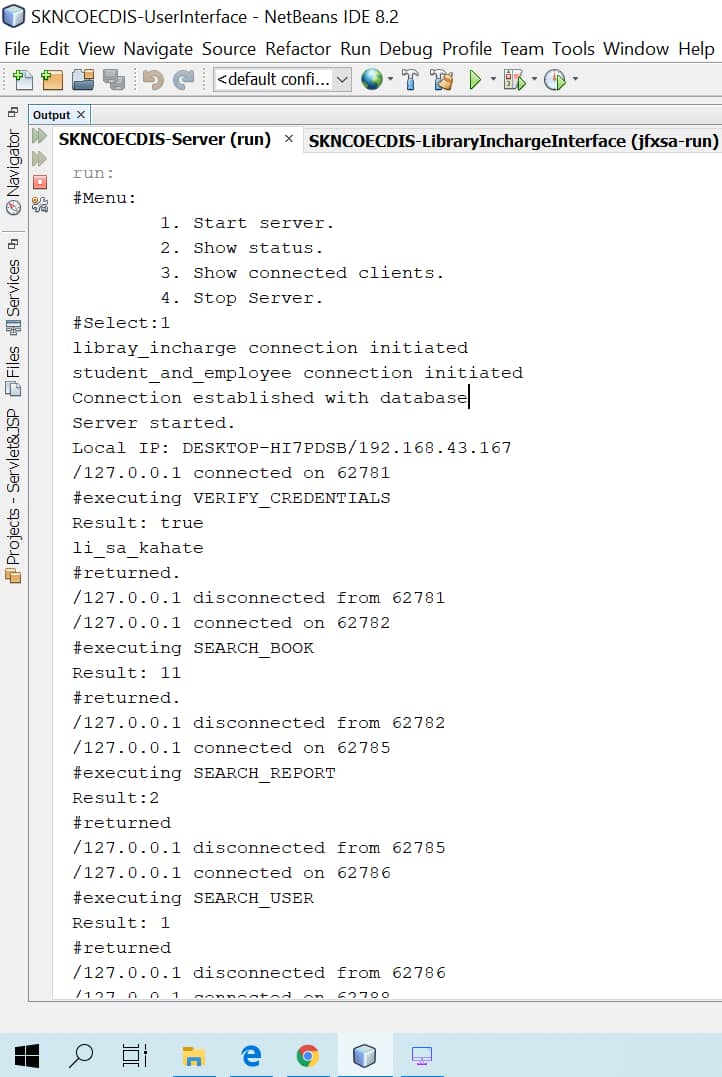 SKNCOECDIS-UserInterface - NetBeans IDE 8.2
File Edit View Navigate Source Refactor Run Debug Profile Team Tools Window Help
<default confi...
Output
SKNCOECDIS-Server (run) × SKNCOECDIS-LibraryInchargeInterface (jfxsa-run)
Navigator
Services
Files
Projects - Servlet&JSP
run:
#Menu:
1. Start server.
2. Show status.
3. Show connected clients.
4. Stop Server.
#Select:1
libray_incharge connection initiated
student_and_employee connection initiated
Connection established with database
Server started.
Local IP: DESKTOP-HI7PDSB/192.168.43.167
/127.0.0.1 connected on 62781
#executing VERIFY_CREDENTIALS
Result: true
li_sa_kahate
#returned.
/127.0.0.1 disconnected from 62781
/127.0.0.1 connected on 62782
#executing SEARCH_BOOK
Result: 11
#returned.
/127.0.0.1 disconnected from 62782
/127.0.0.1 connected on 62785
#executing SEARCH_REPORT
Result:2
#returned
/127.0.0.1 disconnected from 62785
/127.0.0.1 connected on 62786
#executing SEARCH_USER
Result: 1
#returned
/127.0.0.1 disconnected from 62786
/127.0.0.1 connected on 62788